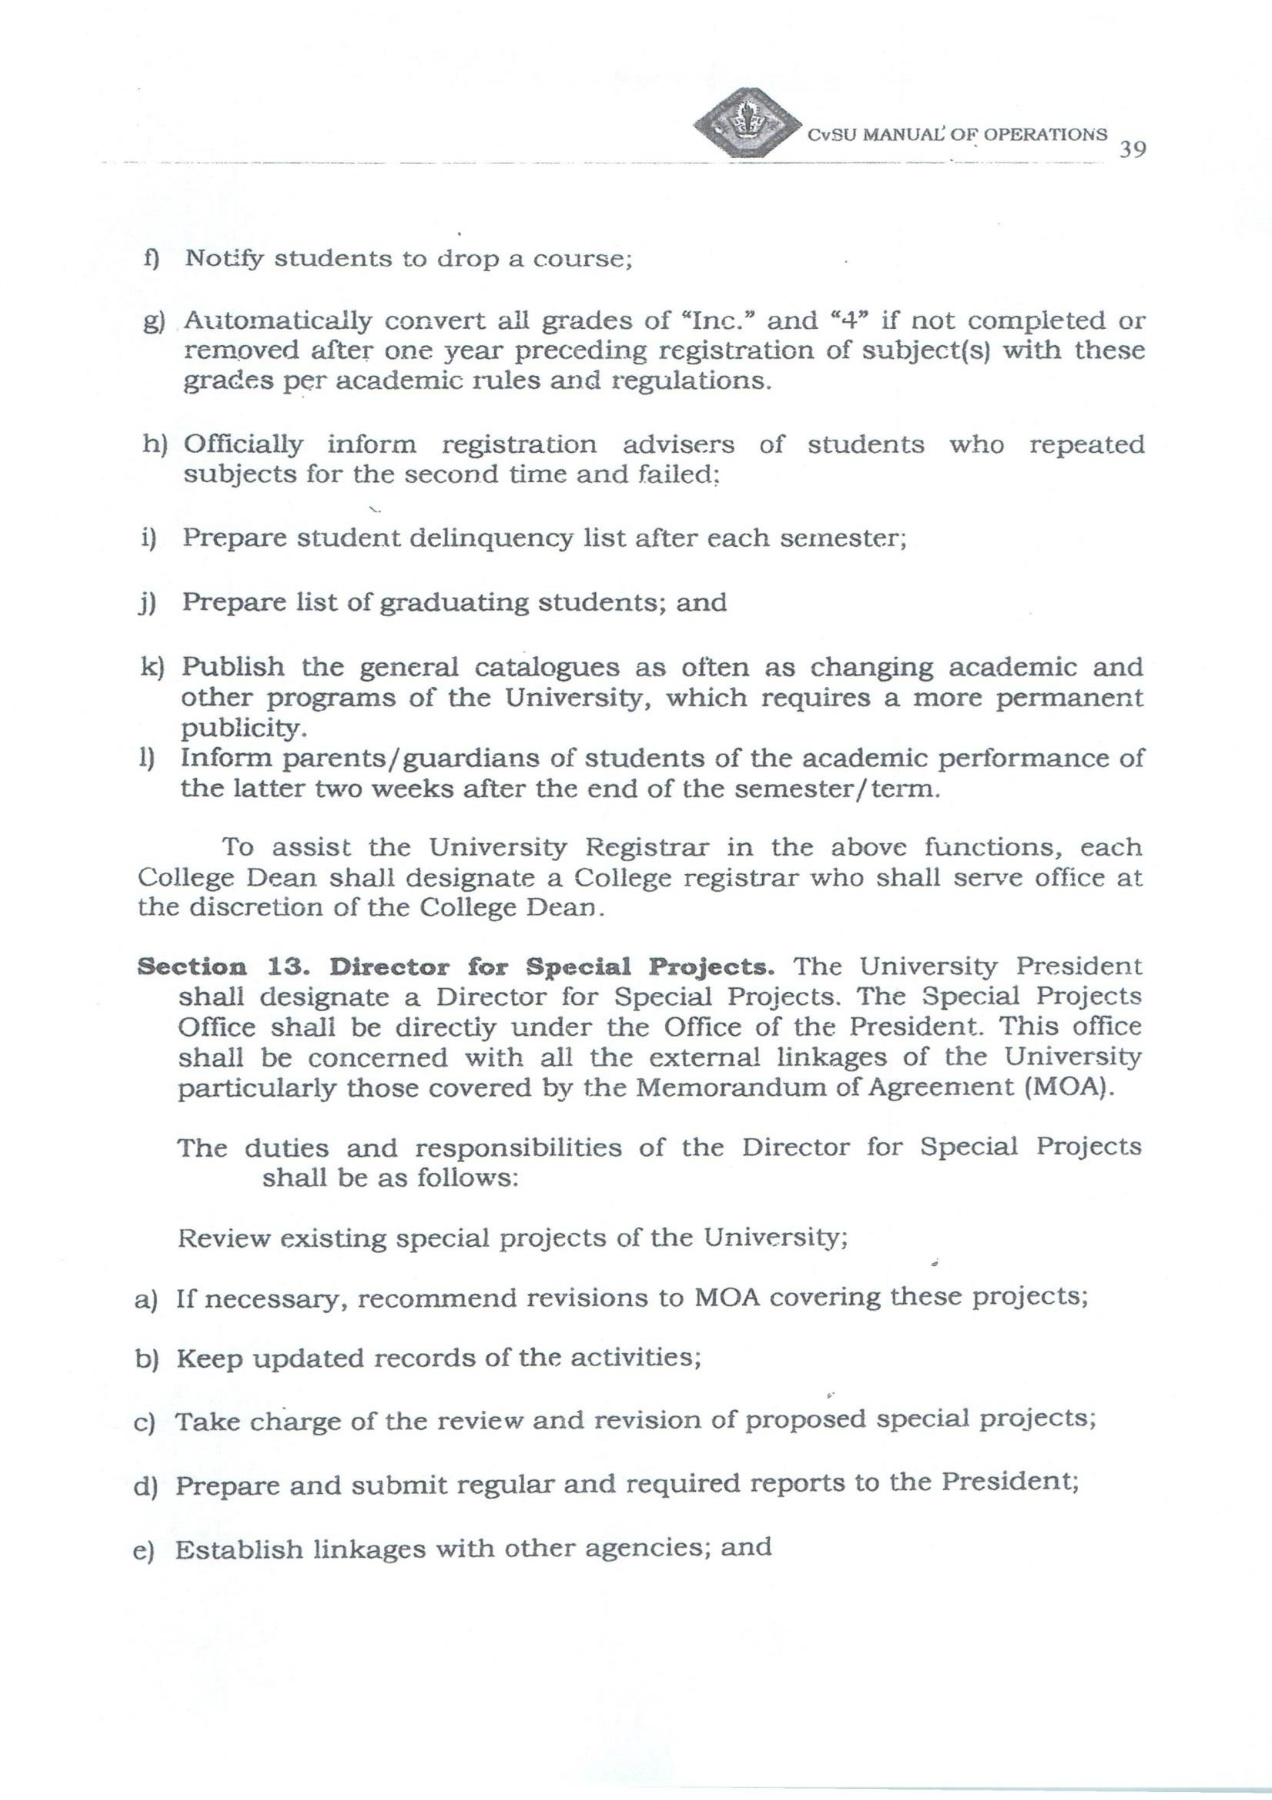 CvSU MANUAL OF OPERATIONS
39
f) Notify students to drop a course;
g) Automatically convert all grades of “Inc.” and “4” if not completed or
removed after one year preceding registration of subject(s) with these
grades per academic rules and regulations.
h) Officially inform registration advisers of students who repeated
subjects for the second time and failed;
i) Prepare student delinquency list after each semester;
j) Prepare list of graduating students; and
k) Publish the general catalogues as often as changing academic and
other programs of the University, which requires a more permanent
publicity.
l) Inform parents/guardians of students of the academic performance of
the latter two weeks after the end of the semester/term.
To assist the University Registrar in the above functions, each
College Dean shall designate a College registrar who shall serve office at
the discretion of the College Dean.
Section 13. Director for Special Projects. The University President
shall designate a Director for Special Projects. The Special Projects
Office shall be directly under the Office of the President. This office
shall be concerned with all the external linkages of the University
particularly those covered by the Memorandum of Agreement (MOA).
The duties and responsibilities of the Director for Special Projects
shall be as follows:
Review existing special projects of the University;
a) If necessary, recommend revisions to MOA covering these projects;
b) Keep updated records of the activities;
c) Take charge of the review and revision of proposed special projects;
d) Prepare and submit regular and required reports to the President;
e) Establish linkages with other agencies; and